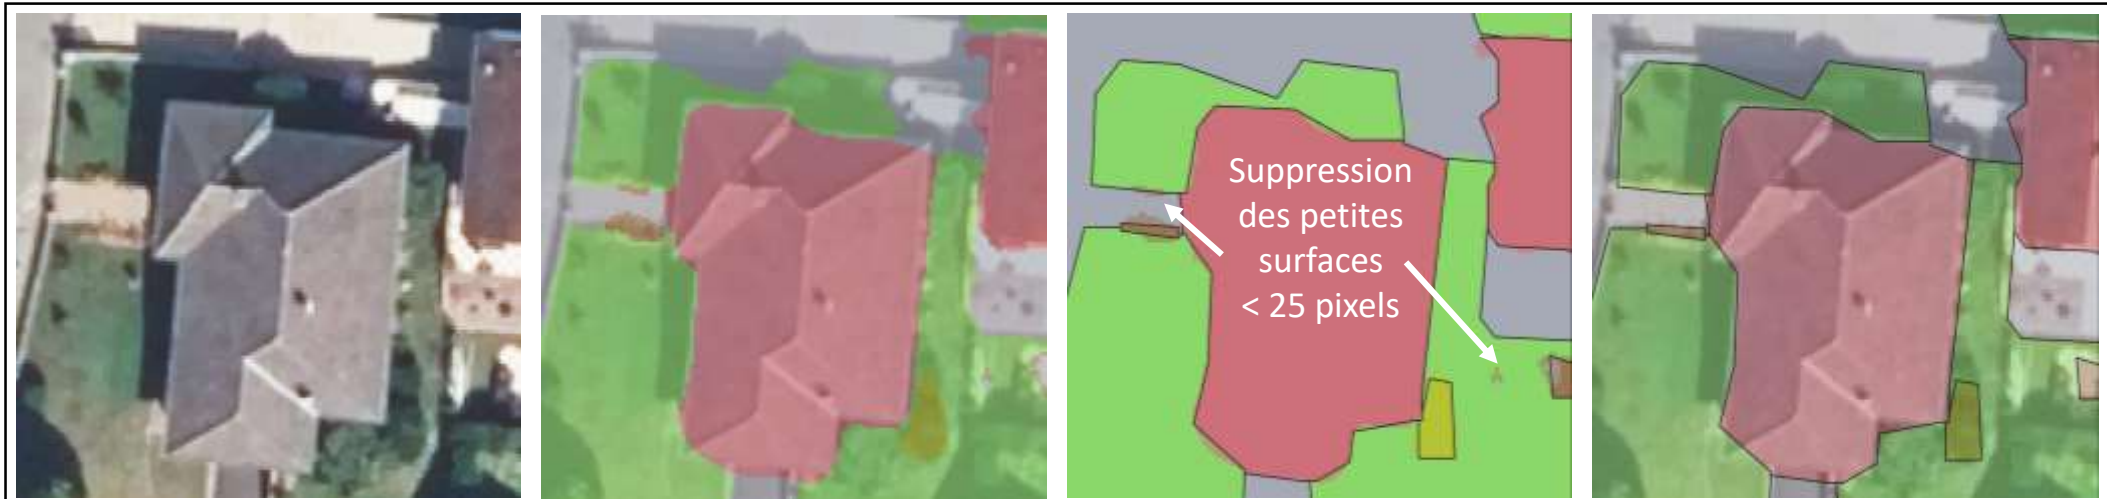 Suppression
des petites
surfaces
< 25 pixels